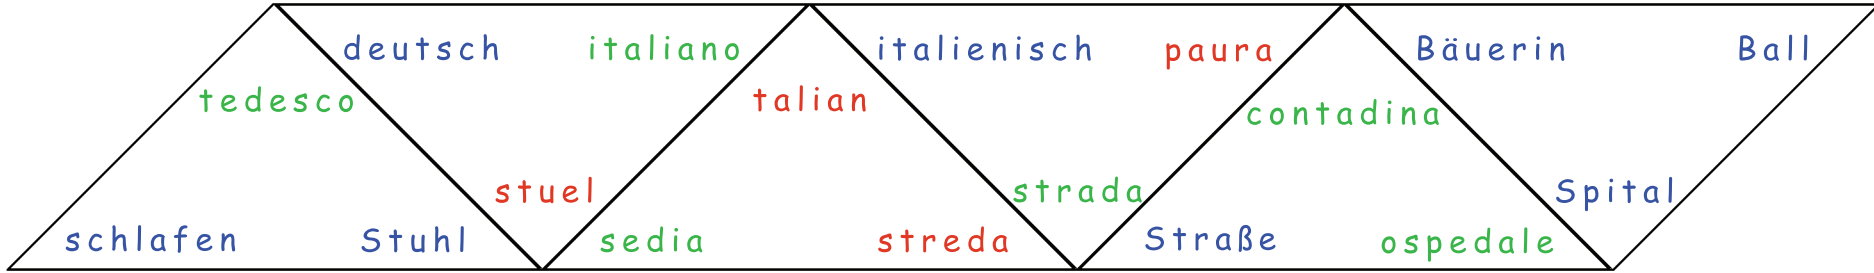 deutsch italiano italienisch paura Bäuerin Ball
tedesco talian contadina
stuel strada Spital
schlafen Stuhl sedia streda Straße ospedale